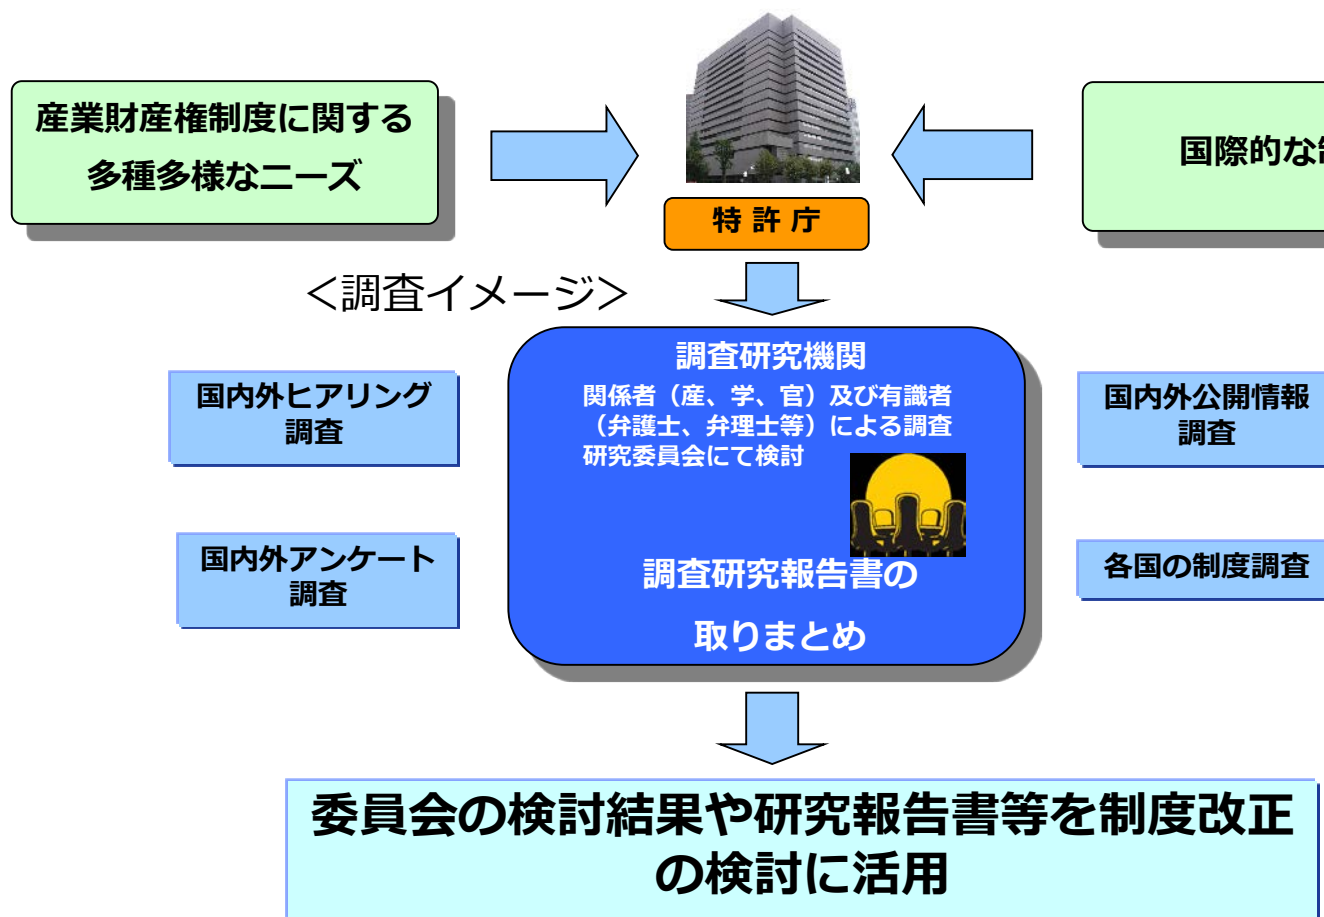 産業財産権制度に関する
多種多様なニーズ
国際的な
特許庁
＜調査イメージ＞
調査研究機関
関係者（産、学、官）及び有識者
（弁護士、弁理士等）による調査
研究委員会にて検討
国内外ヒアリング
調査
国内外公開情報
調査
国内外アンケート
調査
各国の制度調査
調査研究報告書の
取りまとめ
委員会の検討結果や研究報告書等を制度改正
の検討に活用